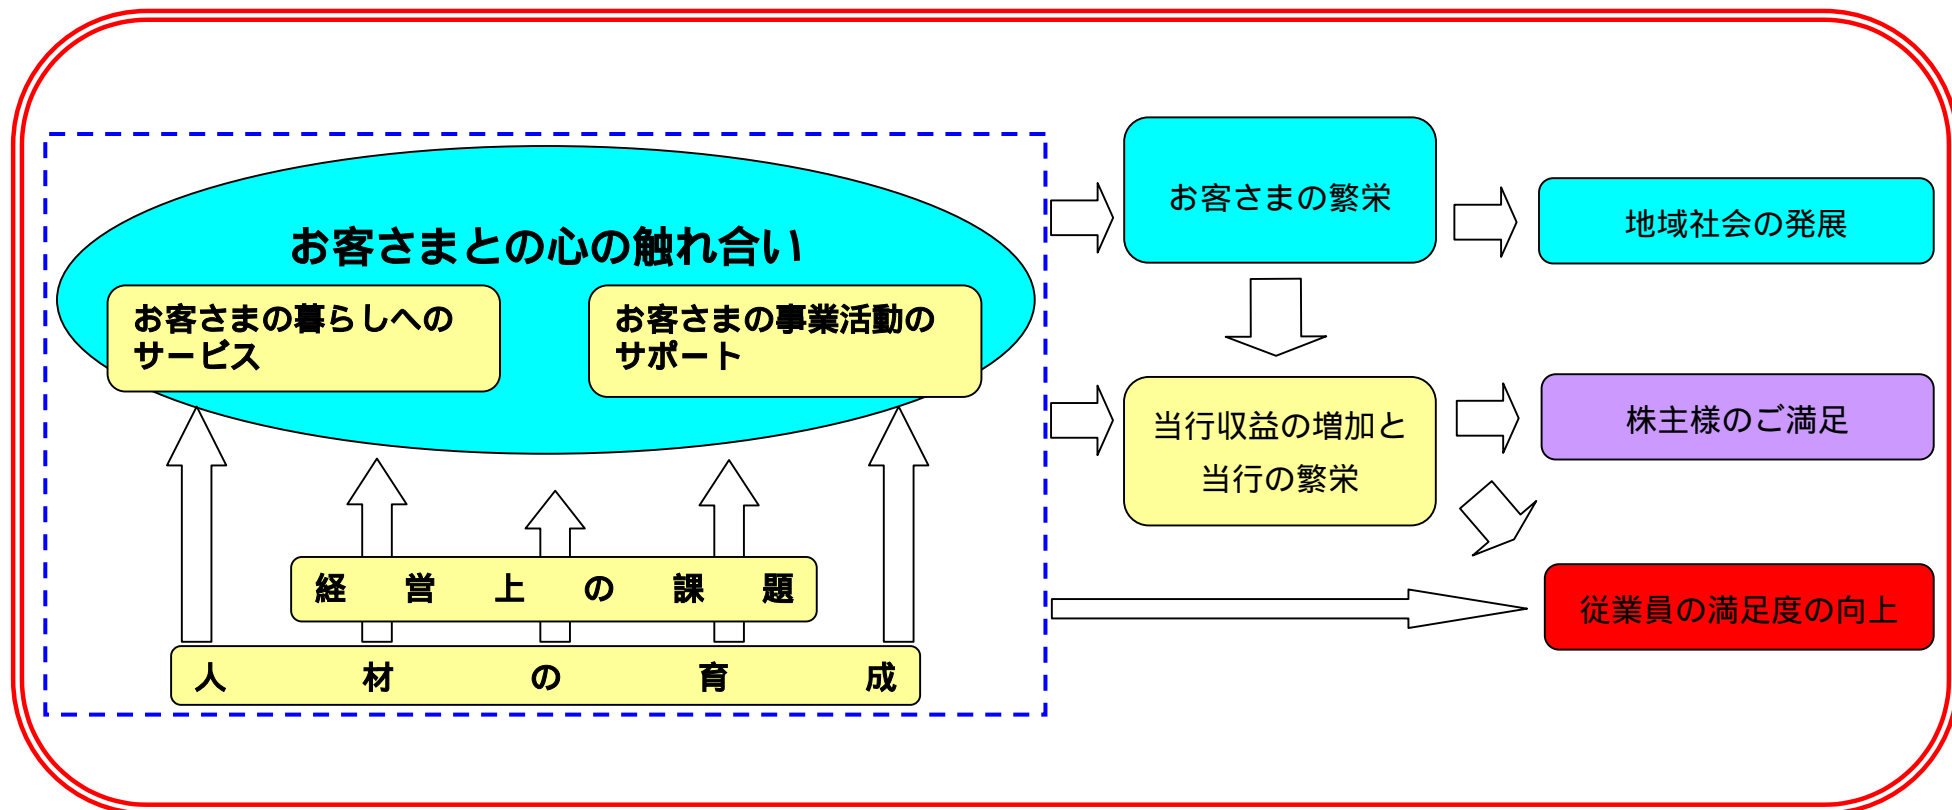 お客さまとの心の触れ合い
お客さまの暮らしへの
サービス
お客さまの事業活動の
サポート
経営上の課題
人材の育成
お客さまの繁栄
地域社会の発展
当行収益の増加と
当行の繁栄
株主様のご満足
従業員の満足度の向上